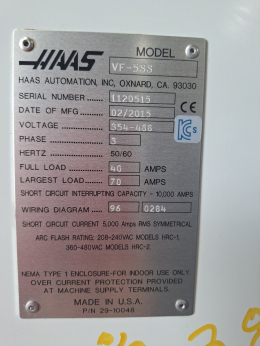 HAAS MODEL VF-5SS
HAAS AUTOMATION, INC, OXNARD, CA. 93030
SERIAL NUMBER ...... 1120515
DATE OF MFG ........ 02/2015
VOLTAGE ............ 354-488
PHASE .............. 3
HERTZ 50/60
FULL LOAD .......... 40 AMPS
LARGEST LOAD ....... 70 AMPS
SHORT CIRCUIT INTERRUPTING CAPACITY - 10,000 AMPS
WIRING DIAGRAM ..... 96 0284
SHORT CIRCUIT CURRENT 5,000 Amps RMS SYMMETRICAL
ARC FLASH RATING: 208-240VAC MODELS HRC-1,
360-480VAC MODELS HRC-2
NEMA TYPE 1 ENCLOSURE-FOR INDOOR USE ONLY
OVER CURRENT PROTECTION PROVIDED
AT MACHINE SUPPLY TERMINALS.
MADE IN U.S.A.
P/N 29-10048